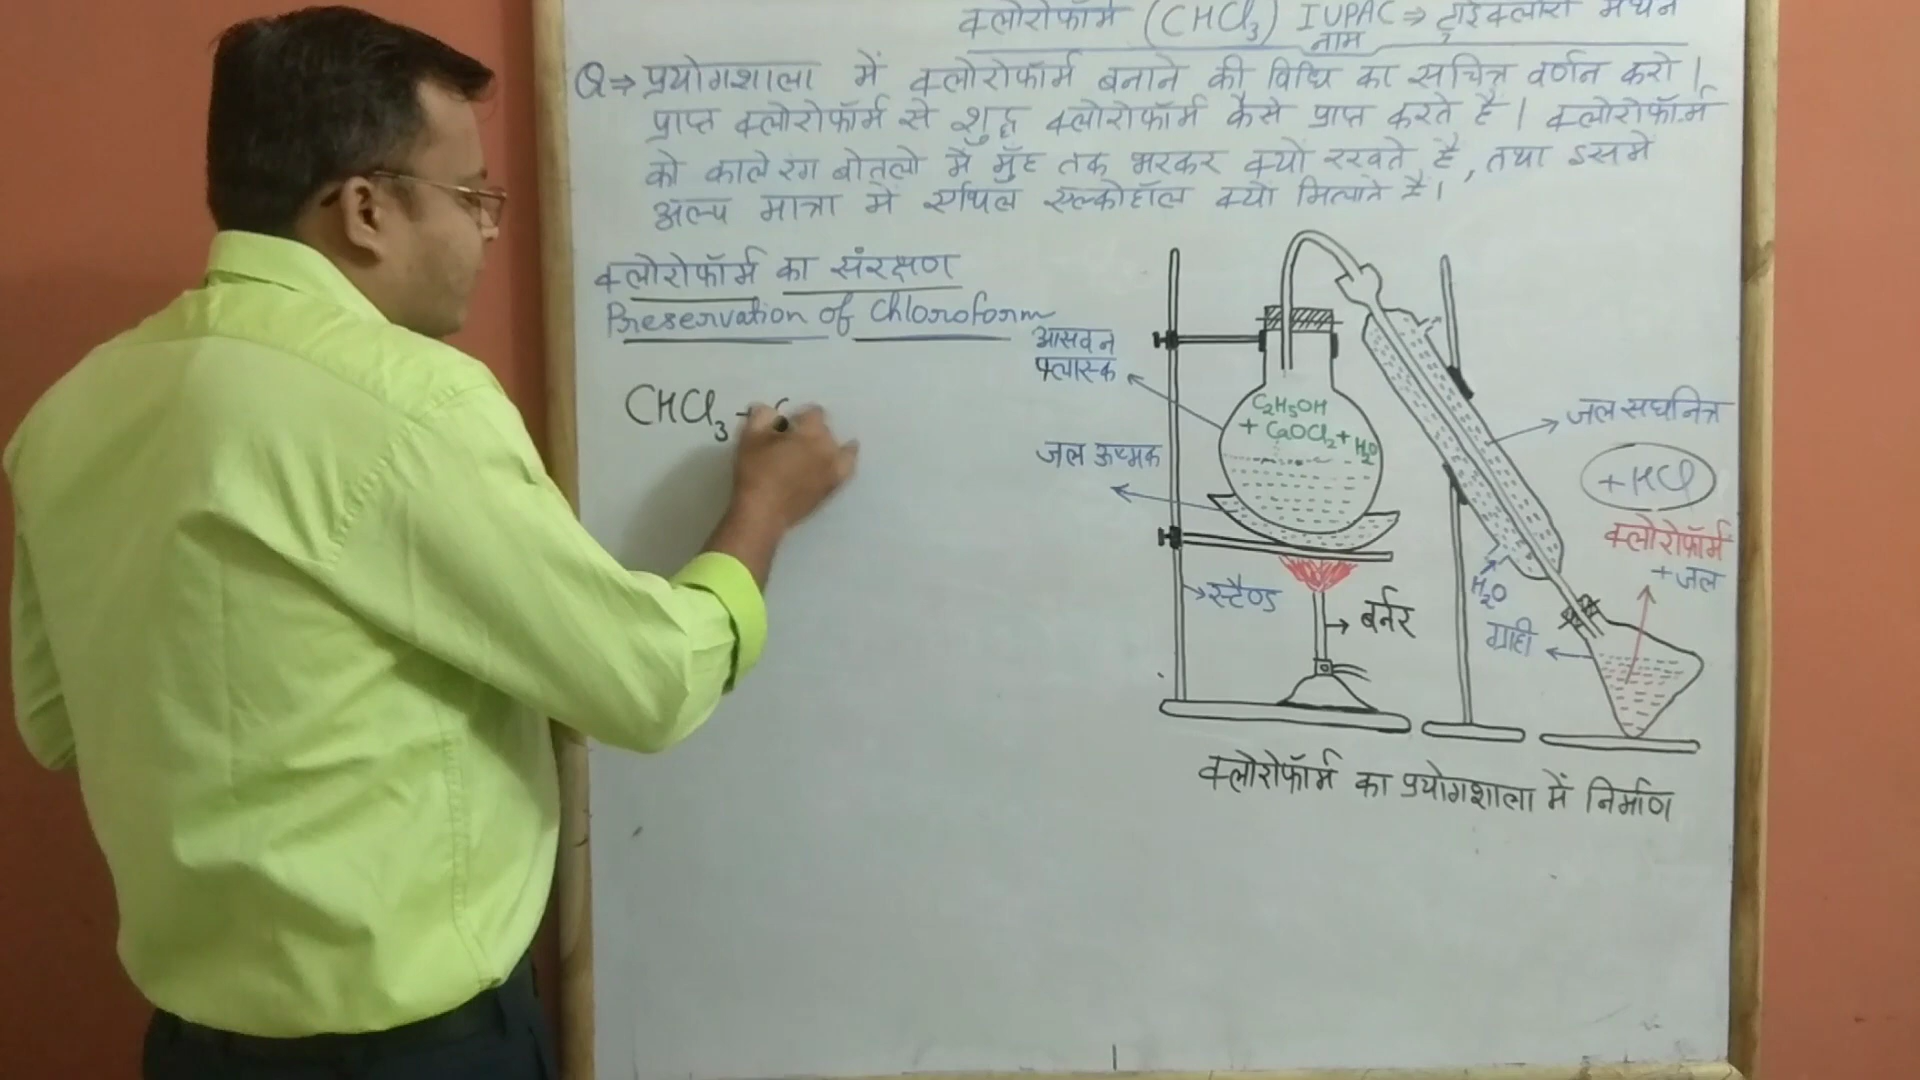 क्लोरोफॉर्म (CHCl₃) IUPAC⇒ ट्राईक्लोरो मेथेन
नाम
Q⇒ प्रयोगशाला में क्लोरोफॉर्म बनाने की विधि का सचित्र वर्णन करो।
प्राप्त क्लोरोफॉर्म से शुद्ध क्लोरोफॉर्म कैसे प्राप्त करते है। क्लोरोफॉर्म
को काले रंग बोतलो मे मुँह तक भरकर क्यो रखते है, तथा इसमे
अल्प मात्रा मे एथिल एल्कोहॉल क्यो मिलाते है।
क्लोरोफॉर्म का संरक्षण
Preservation of Chloroform
CHCl₃ +
आसवन
फ्लास्क
जल ऊष्मक
C₂H₅OH
+ CaOCl₂ + H₂O
जल संघनित्र
+HCl
क्लोरोफॉर्म
+जल
H₂O
ग्राही
स्टैण्ड
बर्नर
क्लोरोफॉर्म का प्रयोगशाला में निर्माण